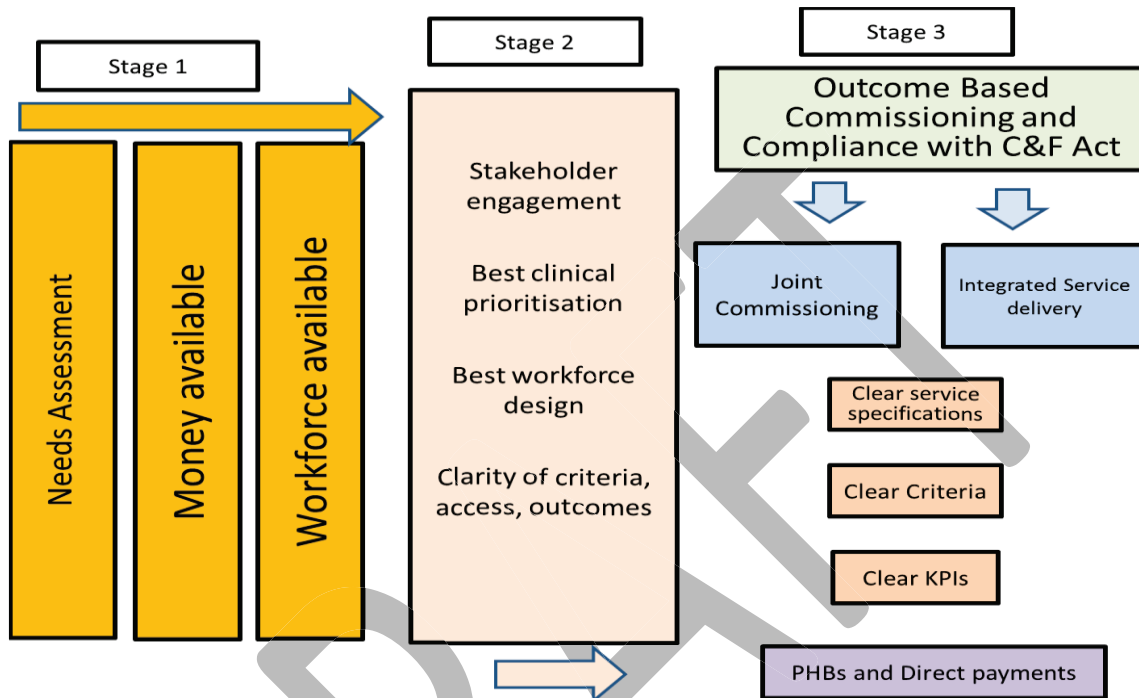 Stage 1
Needs Assessment
Money available
Workforce available
Stage 2
Stakeholder
engagement
Best clinical
prioritisation
Best workforce
design
Clarity of criteria,
access, outcomes
Stage 3
Outcome Based
Commissioning and
Compliance with C&F Act
Joint
Commissioning
Integrated Service
delivery
Clear service
specifications
Clear Criteria
Clear KPIs
PHBs and Direct payments
DRAFT